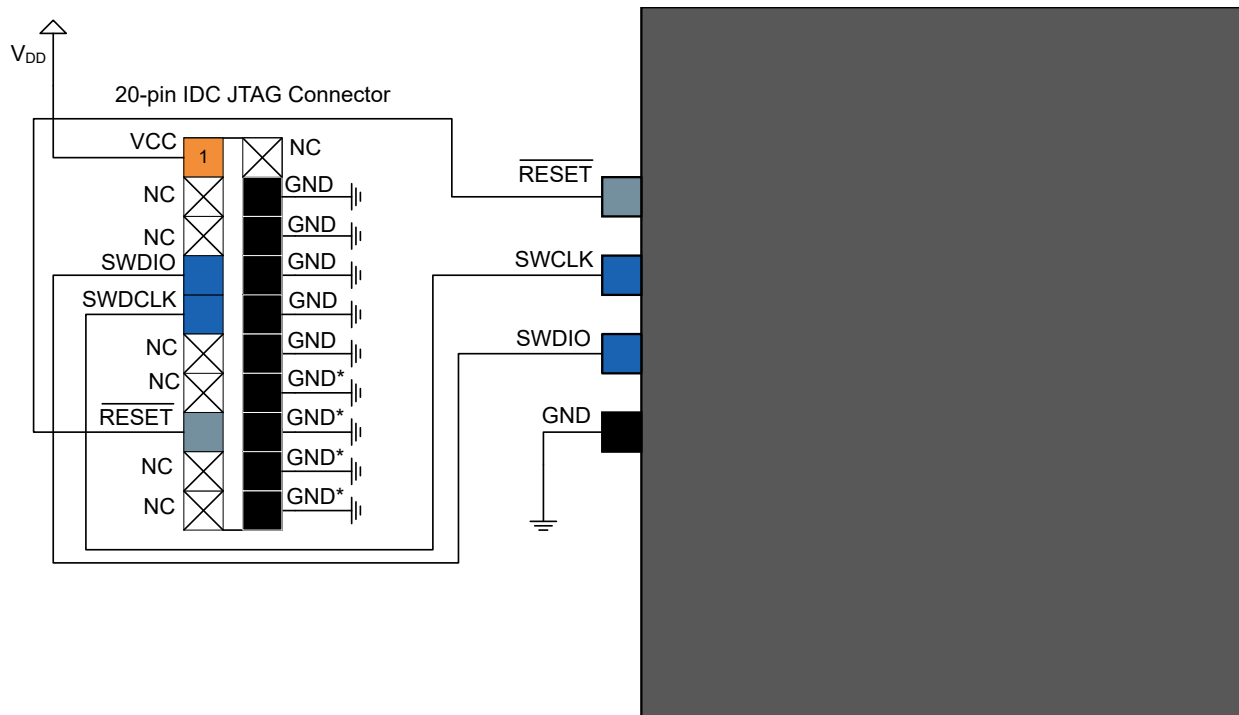 VDD
20-pin IDC JTAG Connector
VCC
1
NC
NC
GND
NC
GND
SWDIO
GND
SWDCLK
GND
NC
GND
NC
GND*
RESET
GND*
NC
GND*
NC
GND*
RESET
SWCLK
SWDIO
GND